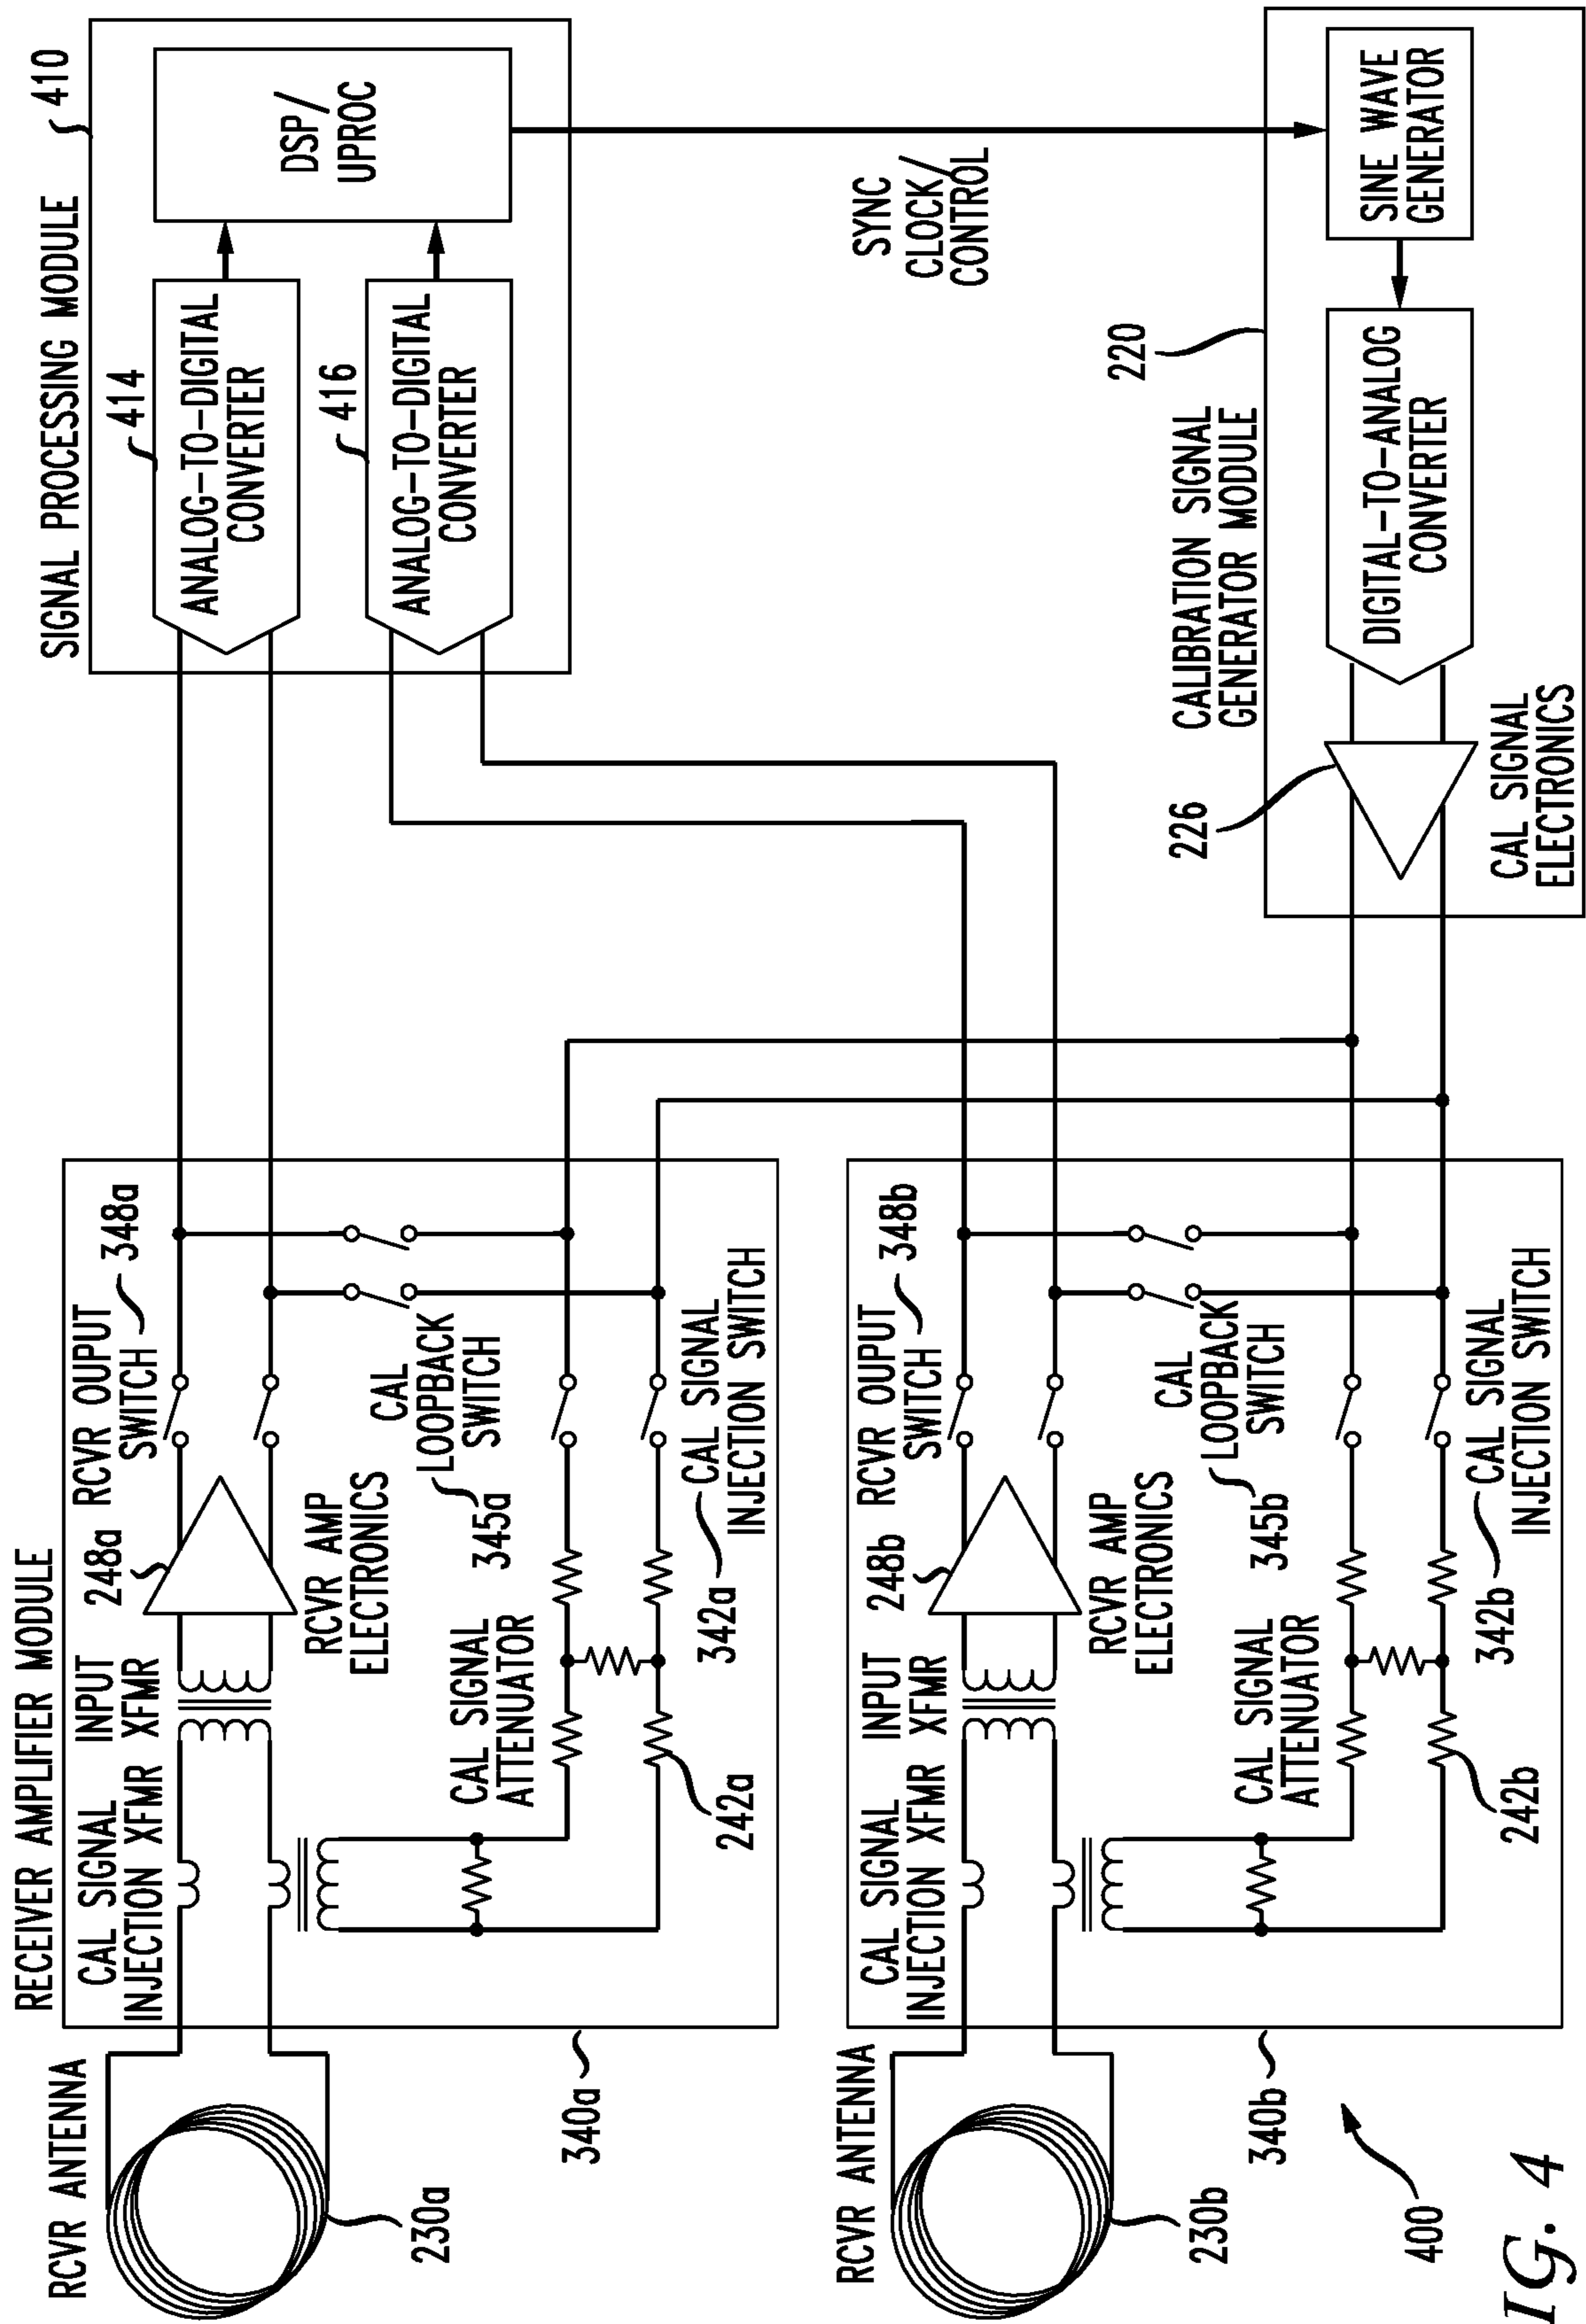 RECEIVER AMPLIFIER MODULE
RCVR ANTENNA
230a
340a
CAL SIGNAL
INJECTION XFMR
INPUT
XFMR
248a
RCVR AMP
ELECTRONICS
RCVR OUPUT
SWITCH
348a
CAL
LOOPBACK
SWITCH
345a
CAL SIGNAL
ATTENUATOR
242a
342a
CAL SIGNAL
INJECTION SWITCH
SIGNAL PROCESSING MODULE
410
414
ANALOG-TO-DIGITAL
CONVERTER
416
ANALOG-TO-DIGITAL
CONVERTER
DSP/
UPROC
SYNC
CLOCK/
CONTROL
RCVR ANTENNA
230b
340b
CAL SIGNAL
INJECTION XFMR
INPUT
XFMR
248b
RCVR AMP
ELECTRONICS
RCVR OUPUT
SWITCH
348b
CAL
LOOPBACK
SWITCH
345b
CAL SIGNAL
ATTENUATOR
242b
342b
CAL SIGNAL
INJECTION SWITCH
CALIBRATION SIGNAL
GENERATOR MODULE
220
226
CAL SIGNAL
ELECTRONICS
DIGITAL-TO-ANALOG
CONVERTER
SINE WAVE
GENERATOR
400
IG. 4